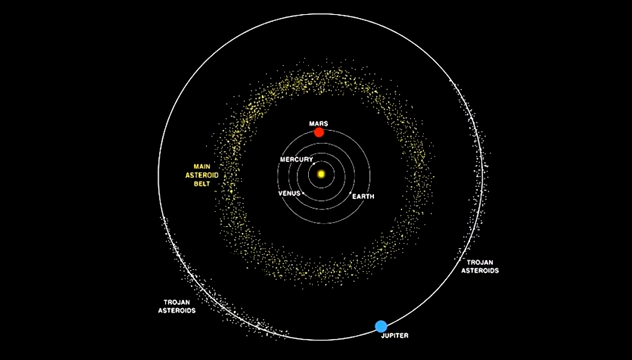 MARS
MERCURY
MAIN
ASTEROID
BELT
VENUS
EARTH
TROJAN
ASTEROIDS
TROJAN
ASTEROIDS
JUPITER